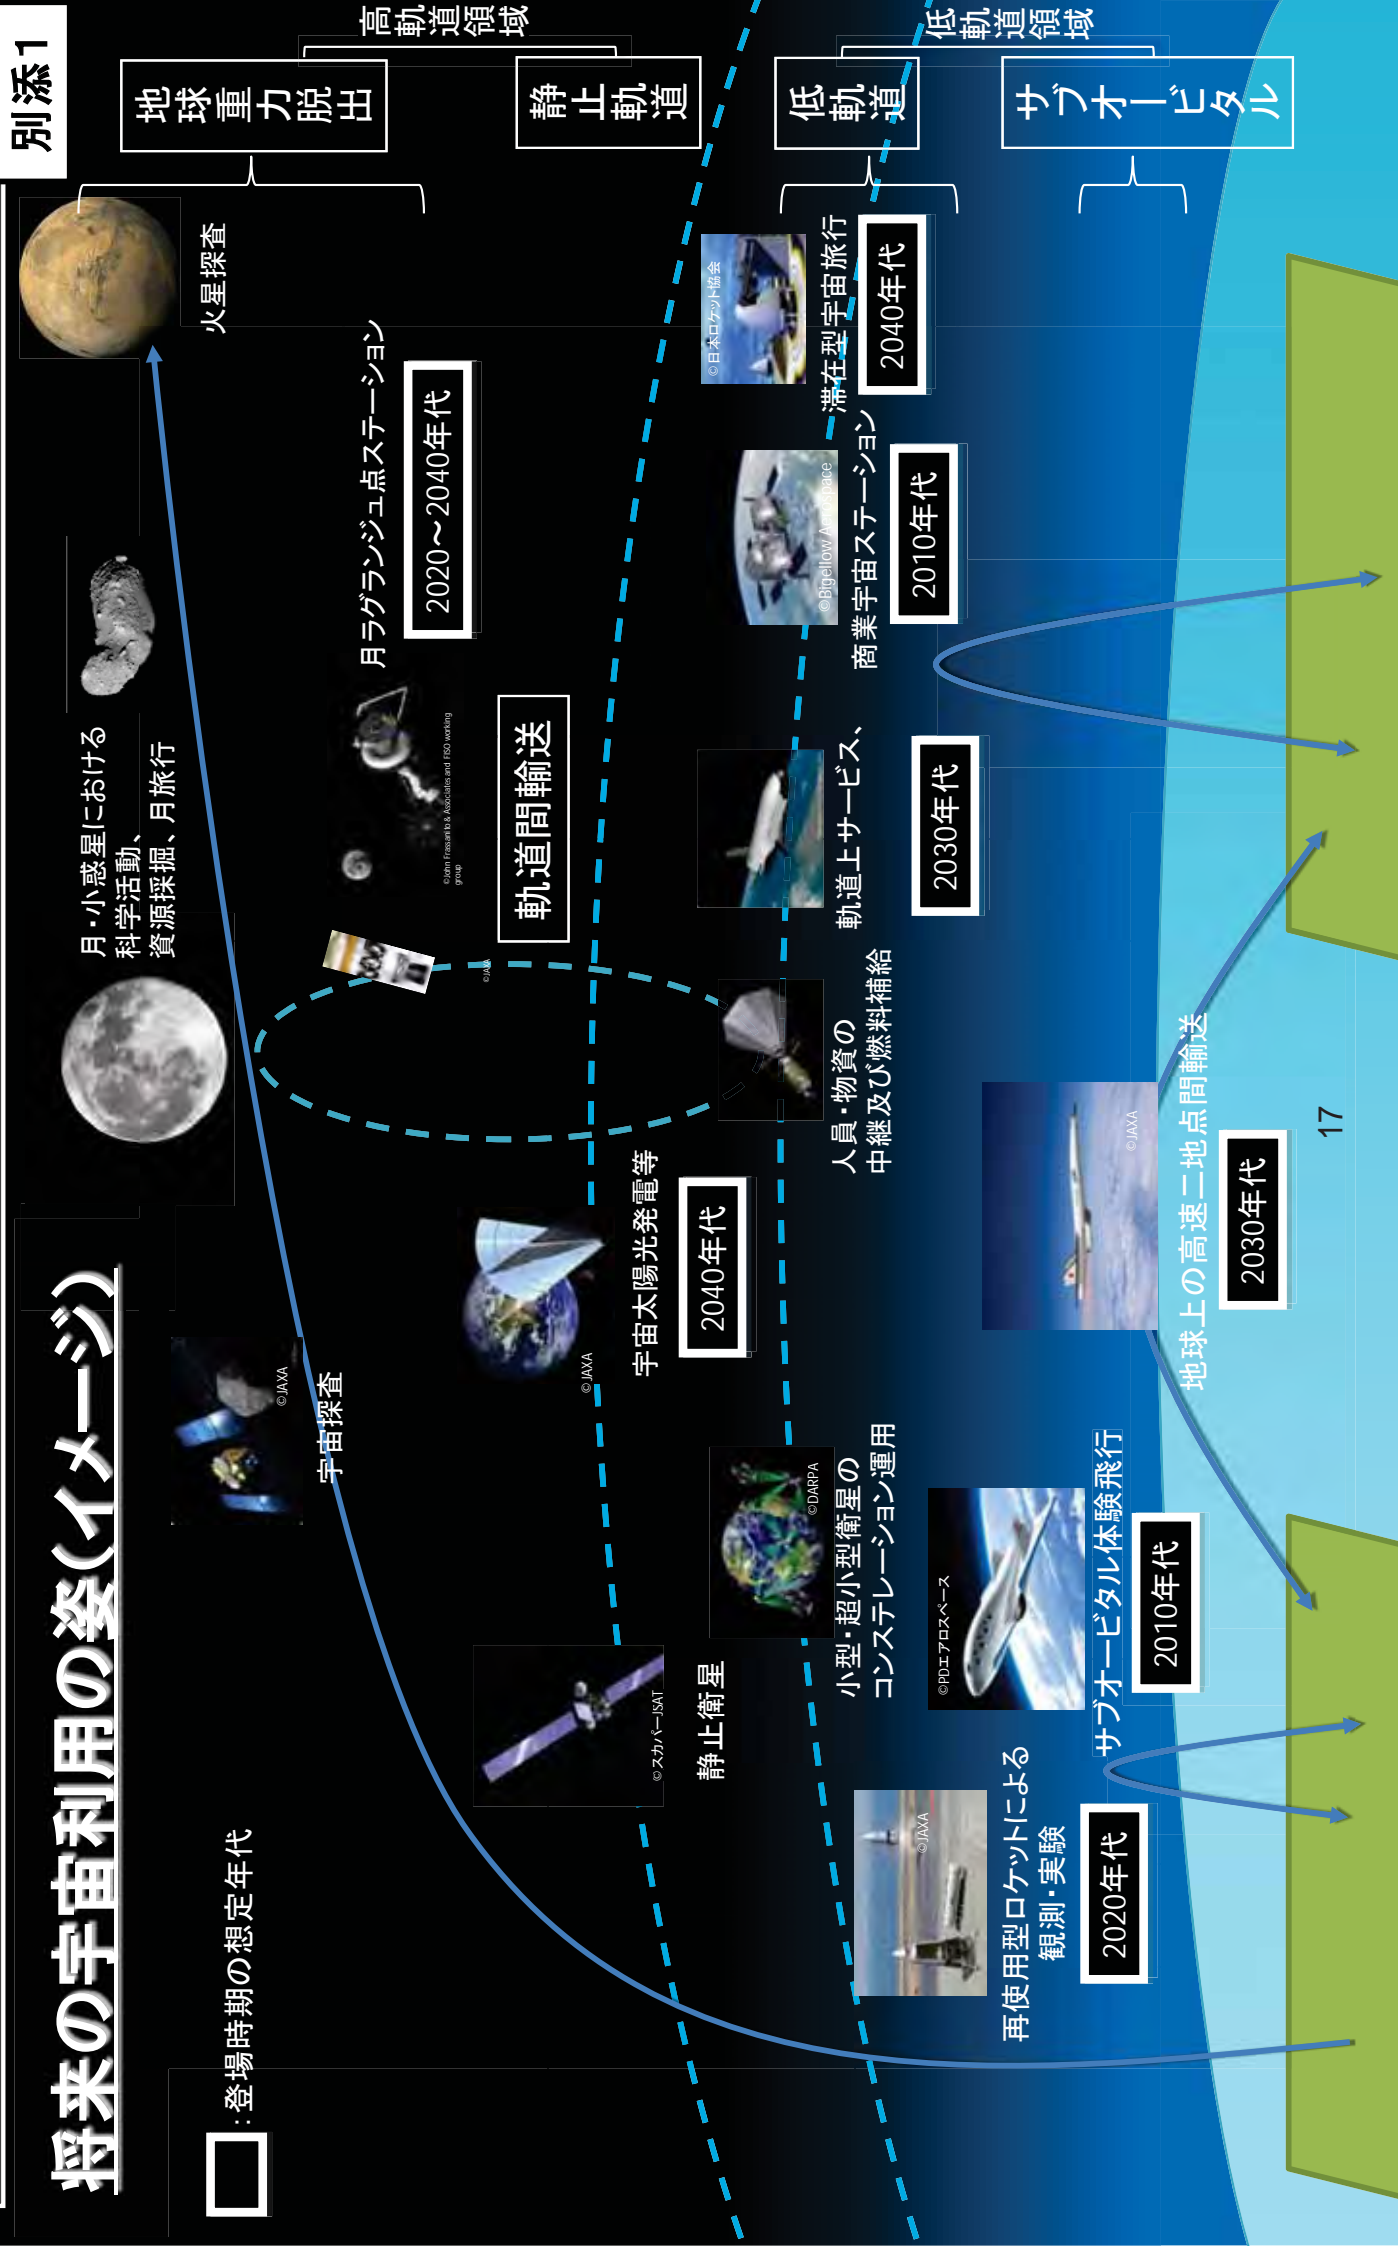 別添1
将来の宇宙利用の姿(イメージ)
:登場時期の想定年代
火星探査
月・小惑星における
科学活動、
資源採掘、月旅行
©JAXA
宇宙探査
月ラグランジュ点ステーション
2020～2040年代
©John Frassanito & Associates and FISO working
group
©JAXA
軌道間輸送
©JAXA
宇宙太陽光発電等
2040年代
©スカパーJSAT
静止衛星
©DARPA
小型・超小型衛星の
コンステレーション運用
人員・物資の
中継及び燃料補給
軌道上サービス、
2030年代
©Bigellow Aerospace
商業宇宙ステーション
2010年代
©日本ロケット協会
滞在型宇宙旅行
2040年代
©JAXA
再使用型ロケットによる
観測・実験
2020年代
©PDエアロスペース
サブオービタル体験飛行
2010年代
©JAXA
地球上の高速二地点間輸送
2030年代
地球重力脱出
静止軌道
高軌道領域
低軌道
サブオービタル
低軌道領域
17